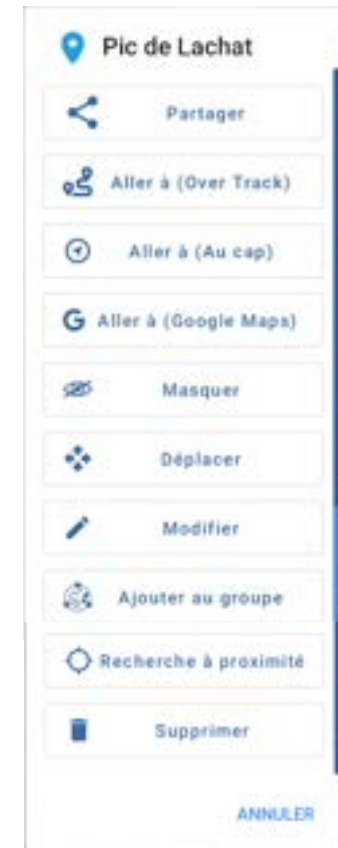 Pic de Lachat
Partager
Aller à (Over Track)
Aller à (Au cap)
Aller à (Google Maps)
Masquer
Déplacer
Modifier
Ajouter au groupe
Recherche à proximité
Supprimer
ANNULER